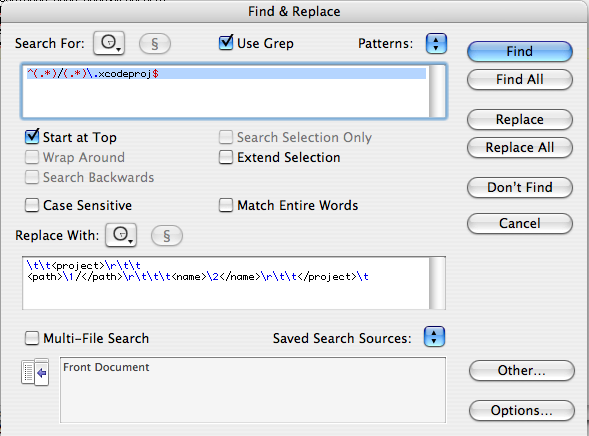 Find & Replace
Search For: § Use Grep Patterns:
^(.*)/(.*)\.xcodeproj$
Find
Find All
Start at Top Search Selection Only
Replace
Wrap Around Extend Selection
Replace All
Search Backwards
Don't Find
Case Sensitive Match Entire Words
Cancel
Replace With: §
\t\t<project>\r\t\t
<path>\1/</path>\r\t\t\t<name>\2</name>\r\t\t</project>\t
Multi-File Search Saved Search Sources:
Front Document
Other...
Options...